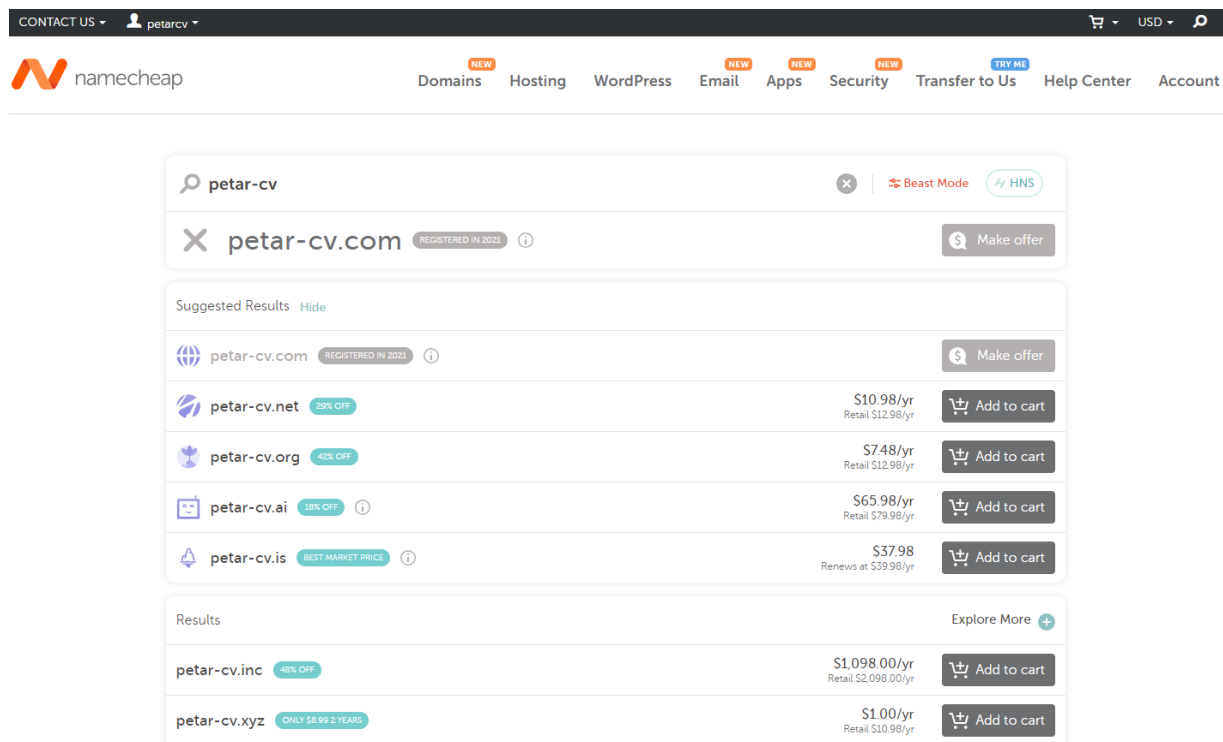 CONTACT US petarcv USD
namecheap
NEW NEW NEW NEW TRY ME
Domains Hosting WordPress Email Apps Security Transfer to Us Help Center Account
petar-cv Beast Mode HNS
petar-cv.com REGISTERED IN 2021 Make offer
Suggested Results Hide
petar-cv.com REGISTERED IN 2021 Make offer
petar-cv.net 29% OFF $10.98/yr Add to cart
Retail $12.98/yr
petar-cv.org 42% OFF $7.48/yr Add to cart
Retail $12.98/yr
petar-cv.ai 18% OFF $65.98/yr Add to cart
Retail $79.98/yr
petar-cv.is BEST MARKET PRICE $37.98 Add to cart
Renews at $39.98/yr
Results Explore More
petar-cv.inc 48% OFF $1,098.00/yr Add to cart
Retail $2,098.00/yr
petar-cv.xyz ONLY $8.99 2 YEARS $1.00/yr Add to cart
Retail $10.98/yr